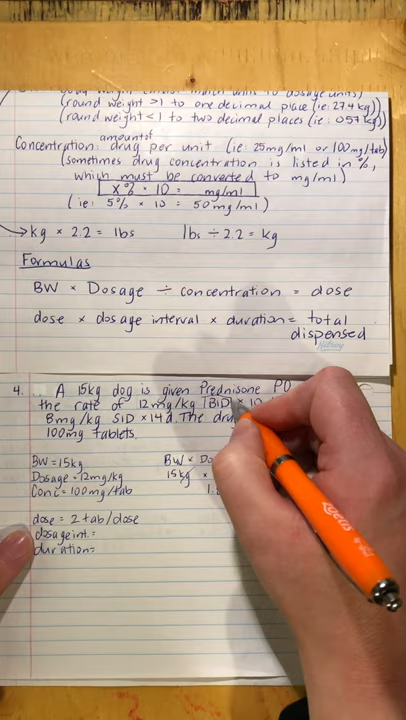 (round weight >1 to one decimal place (ie: 27.4 kg))
(round weight <1 to two decimal places (ie: 0.57 kg))
amount of
Concentration: drug per unit (ie: 25mg/ml or 100mg/tab)
(sometimes drug concentration is listed in %,
which must be converted to mg/ml)
X% × 10 = __ mg/ml
(ie: 5% × 10 = 50mg/ml)
→kg × 2.2 = lbs lbs ÷ 2.2 = kg
Formulas
BW × Dosage ÷ concentration = dose
dose × dosage interval × duration = total
dispensed
Hilroy
4. A 15kg dog is given Prednisone PO
the rate of 12mg/kg BID × 10
8mg/kg SID × 14d. The
100mg tablets.
BW = 15kg BW ×
Dosage = 12mg/kg 15kg ×
Conc = 100mg/tab
dose = 2 tab/dose
dosage int. =
duration =